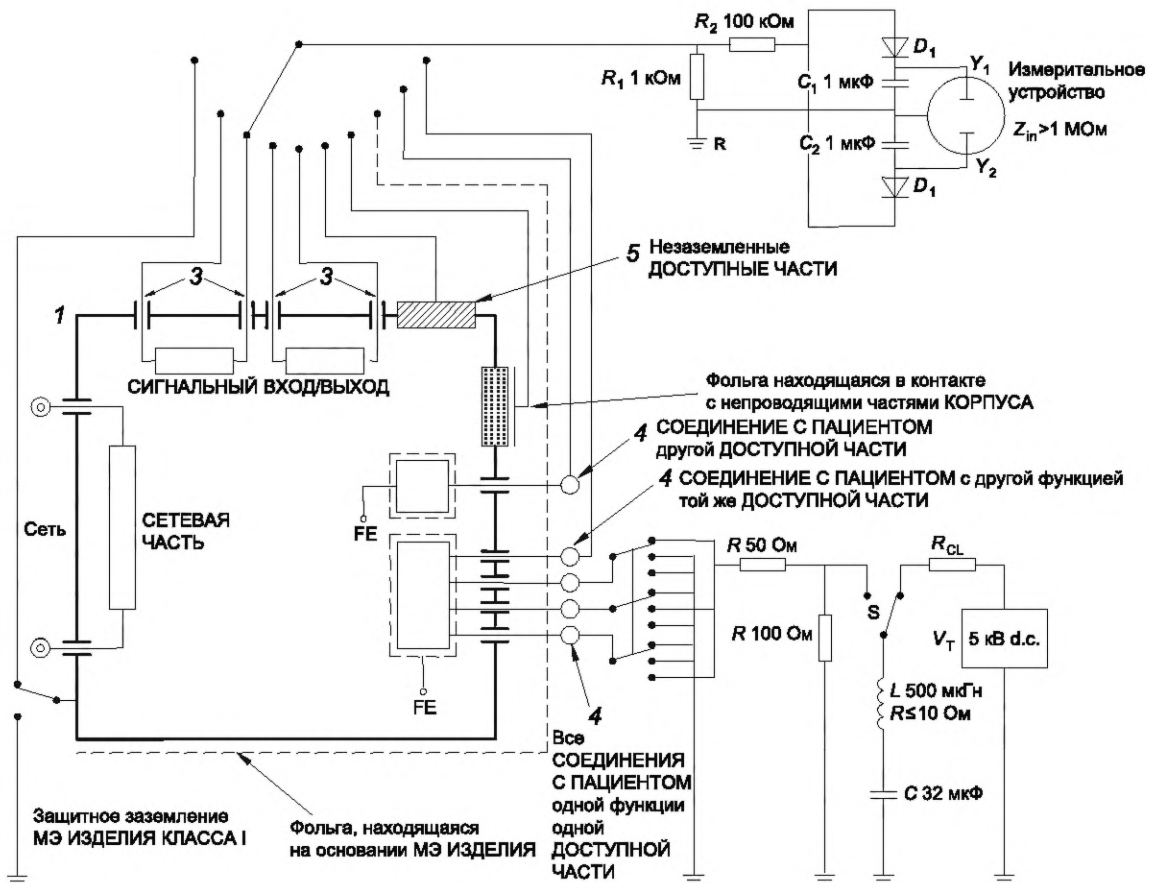 R₂ 100 кОм
D₁
R₁ 1 кОм
C₁ 1 мкФ
Y₁
Измерительное
устройство
Z_in>1 МОм
R
C₂ 1 мкФ
Y₂
D₁
5 Незаземленные
ДОСТУПНЫЕ ЧАСТИ
3
3
1
СИГНАЛЬНЫЙ ВХОД/ВЫХОД
Фольга находящаяся в контакте
с непроводящими частями КОРПУСА
4 СОЕДИНЕНИЕ С ПАЦИЕНТОМ
другой ДОСТУПНОЙ ЧАСТИ
4 СОЕДИНЕНИЕ С ПАЦИЕНТОМ с другой функцией
той же ДОСТУПНОЙ ЧАСТИ
Сеть
СЕТЕВАЯ
ЧАСТЬ
FE
FE
R 50 Ом
R_CL
S
R 100 Ом
V_T
5 кВ d.c.
L 500 мкГн
R≤10 Ом
C 32 мкФ
4
Все
СОЕДИНЕНИЯ
С ПАЦИЕНТОМ
одной функции
одной
ДОСТУПНОЙ
ЧАСТИ
Защитное заземление
МЭ ИЗДЕЛИЯ КЛАССА I
Фольга, находящаяся
на основании МЭ ИЗДЕЛИЯ